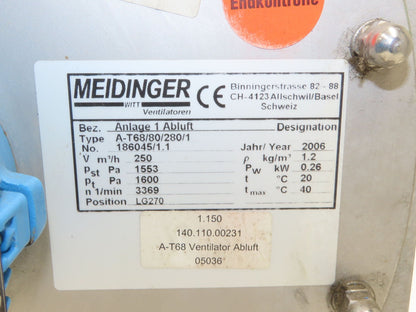 Endkontrolle
MEIDINGER
WITT
Ventilatoren
CE
Binningerstrasse 82 - 88
CH-4123 Allschwil/Basel
Schweiz
Bez. Anlage 1 Abluft Designation
Type A-T68/80/280/1
No. 186045/1.1 Jahr/Year 2006
V m³/h 250 ρ kg/m³ 1.2
pst Pa 1553 Pw kW 0.26
pt Pa 1600 t °C 20
n 1/min 3369 tmax °C 40
Position LG270
1.150
140.110.00231
A-T68 Ventilator Abluft
05036